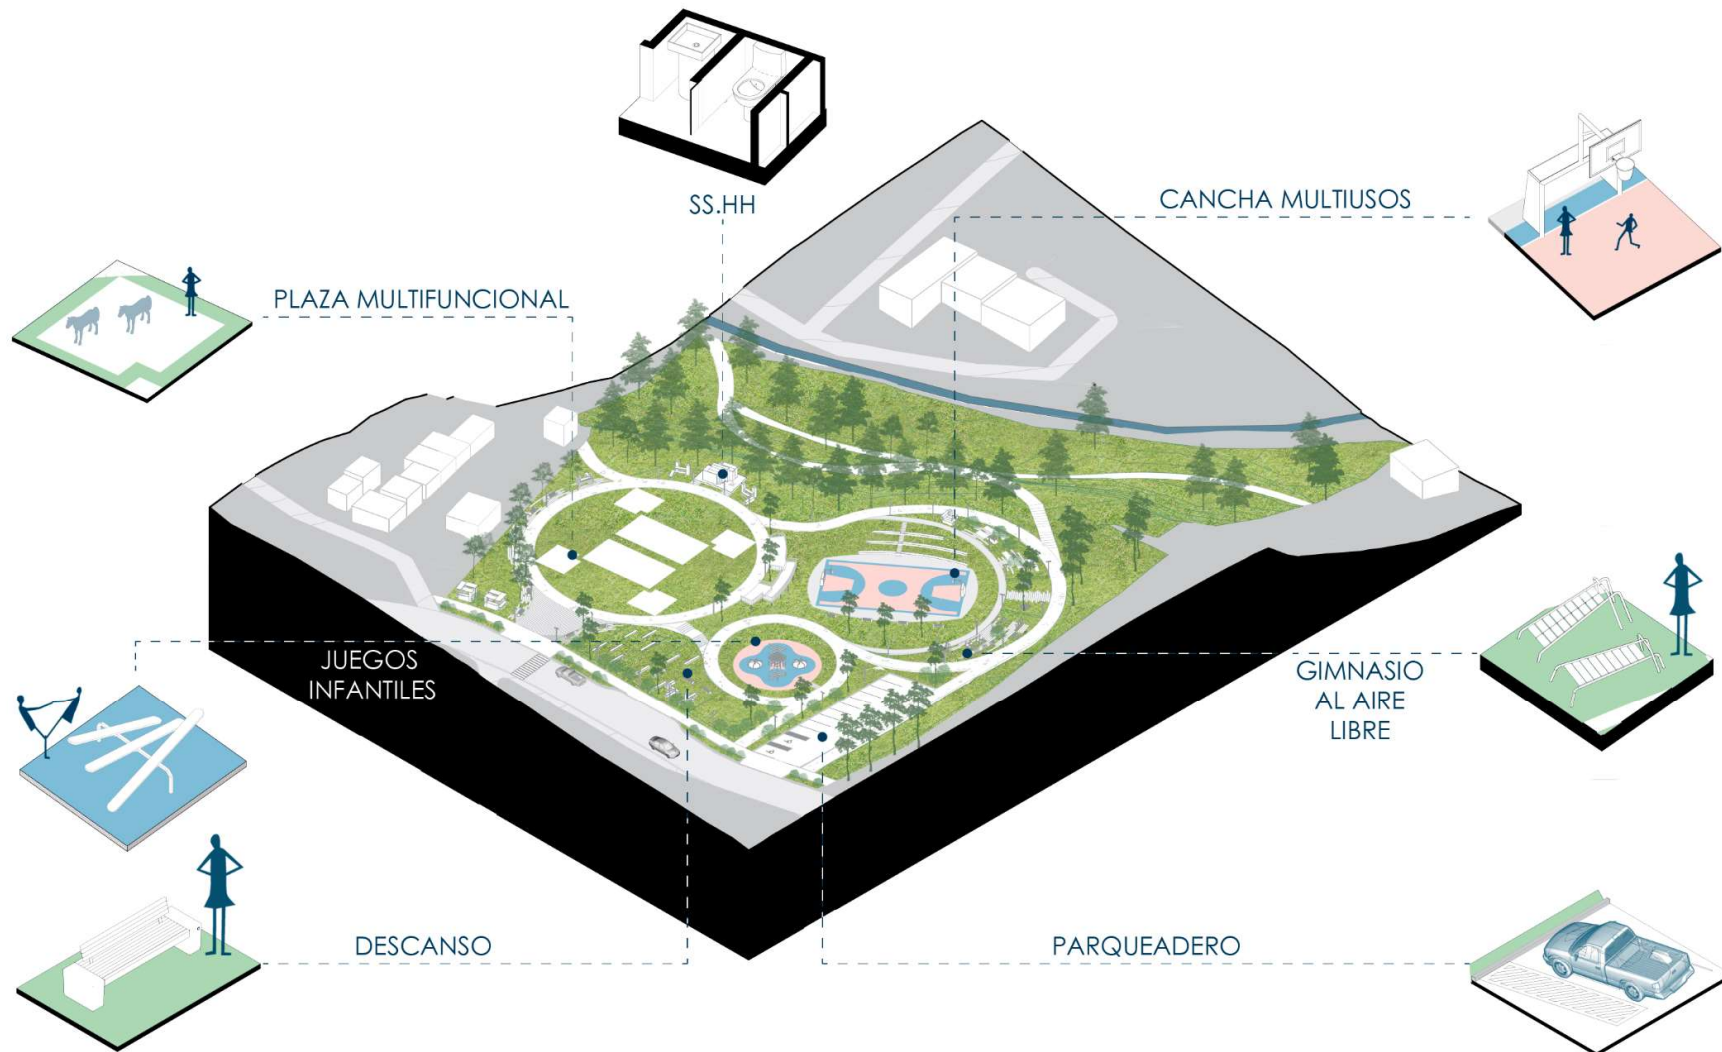 SS.HH
CANCHA MULTIUSOS
PLAZA MULTIFUNCIONAL
JUEGOS
INFANTILES
GIMNASIO
AL AIRE
LIBRE
DESCANSO
PARQUEADERO